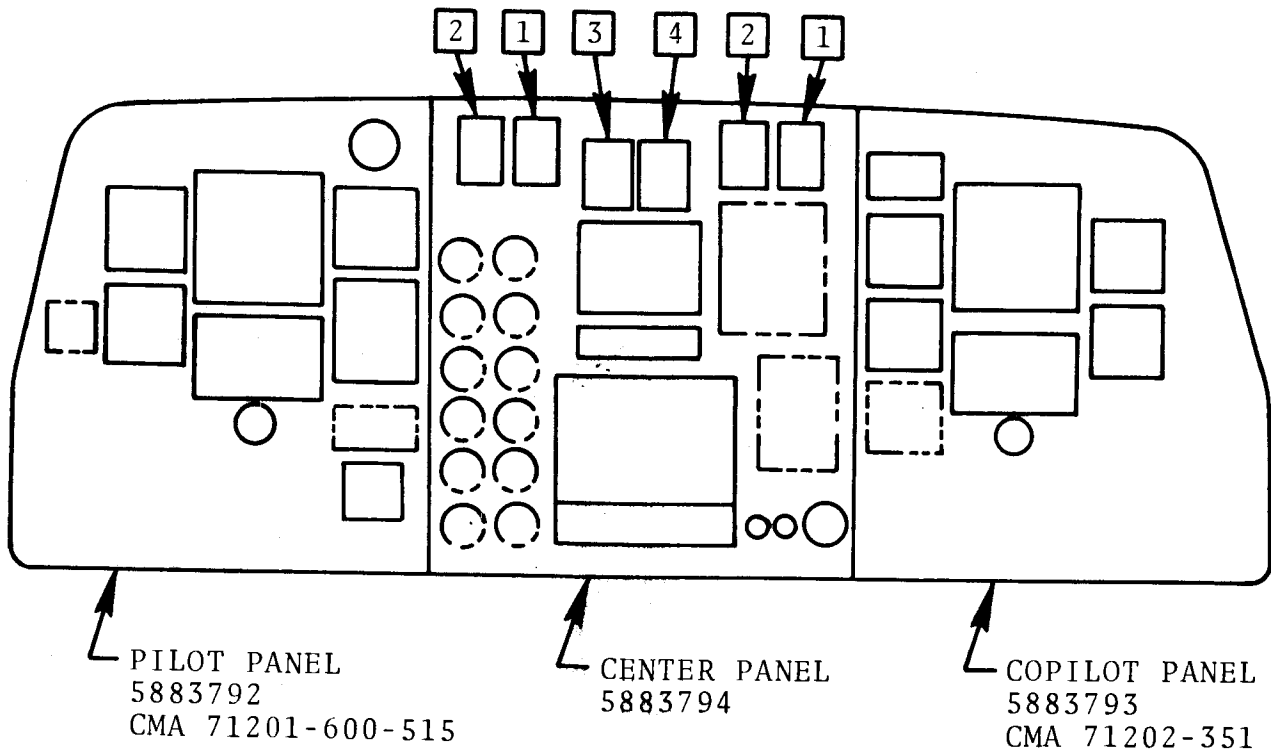 2 1 3 4 2 1
PILOT PANEL
5883792
CMA 71201-600-515
CENTER PANEL
5883794
COPILOT PANEL
5883793
CMA 71202-351